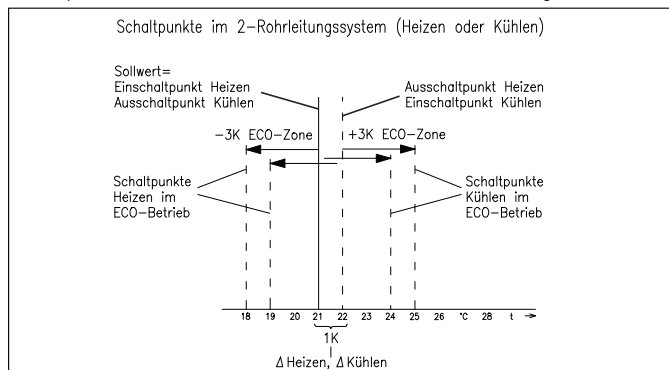 Schaltpunkte im 2-Rohrleitungssystem (Heizen oder Kühlen)
Sollwert=
Einschaltpunkt Heizen
Ausschaltpunkt Kühlen
Ausschaltpunkt Heizen
Einschaltpunkt Kühlen
-3K ECO-Zone
+3K ECO-Zone
Schaltpunkte
Heizen im
ECO-Betrieb
Schaltpunkte
Kühlen im
ECO-Betrieb
18 19 20 21 22 23 24 25 26 °C 28 t
1K
Δ Heizen, Δ Kühlen